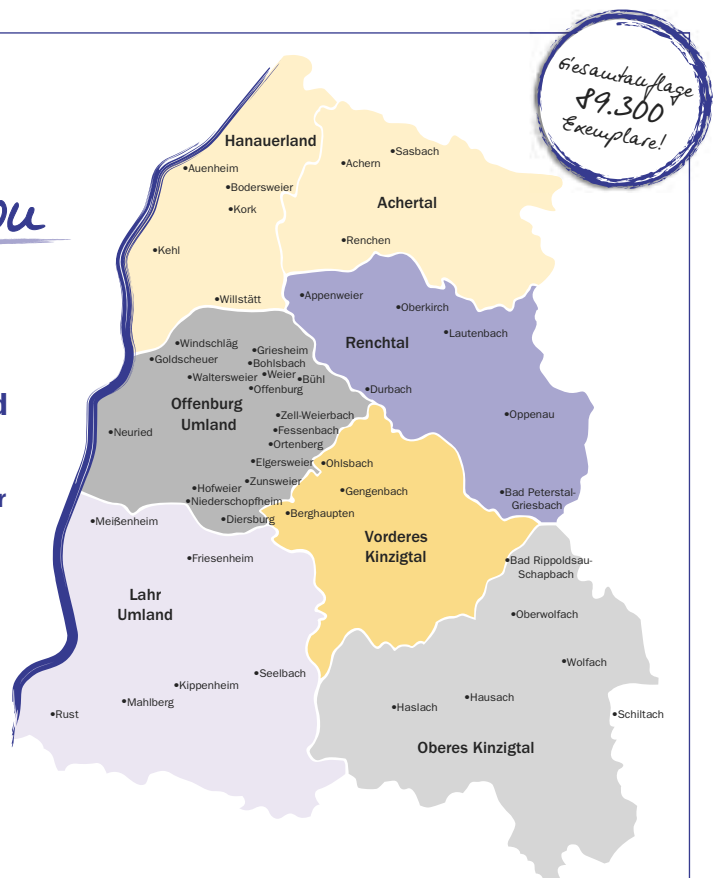 Gesamtauflage
89.300
Exemplare!
Hanauerland
•Auenheim
•Bodersweier
•Kork
•Kehl
•Willstätt
•Sasbach
•Achern
Achertal
•Renchen
•Appenweier
•Oberkirch
•Lautenbach
Renchtal
•Durbach
•Oppenau
•Bad Peterstal-
Griesbach
•Windschläg
•Griesheim
•Goldscheuer
•Bohlsbach
•Waltersweier
•Weier
•Bühl
•Offenburg
Offenburg
Umland
•Zell-Weierbach
•Fessenbach
•Neuried
•Ortenberg
•Elgersweier
•Zunsweier
•Hofweier
•Niederschopfheim
•Diersburg
•Ohlsbach
•Gengenbach
•Berghaupten
Vorderes
Kinzigtal
•Meißenheim
•Friesenheim
Lahr
Umland
•Seelbach
•Kippenheim
•Mahlberg
•Rust
•Bad Rippoldsau-
Schapbach
•Oberwolfach
•Wolfach
•Hausach
•Haslach
•Schiltach
Oberes Kinzigtal